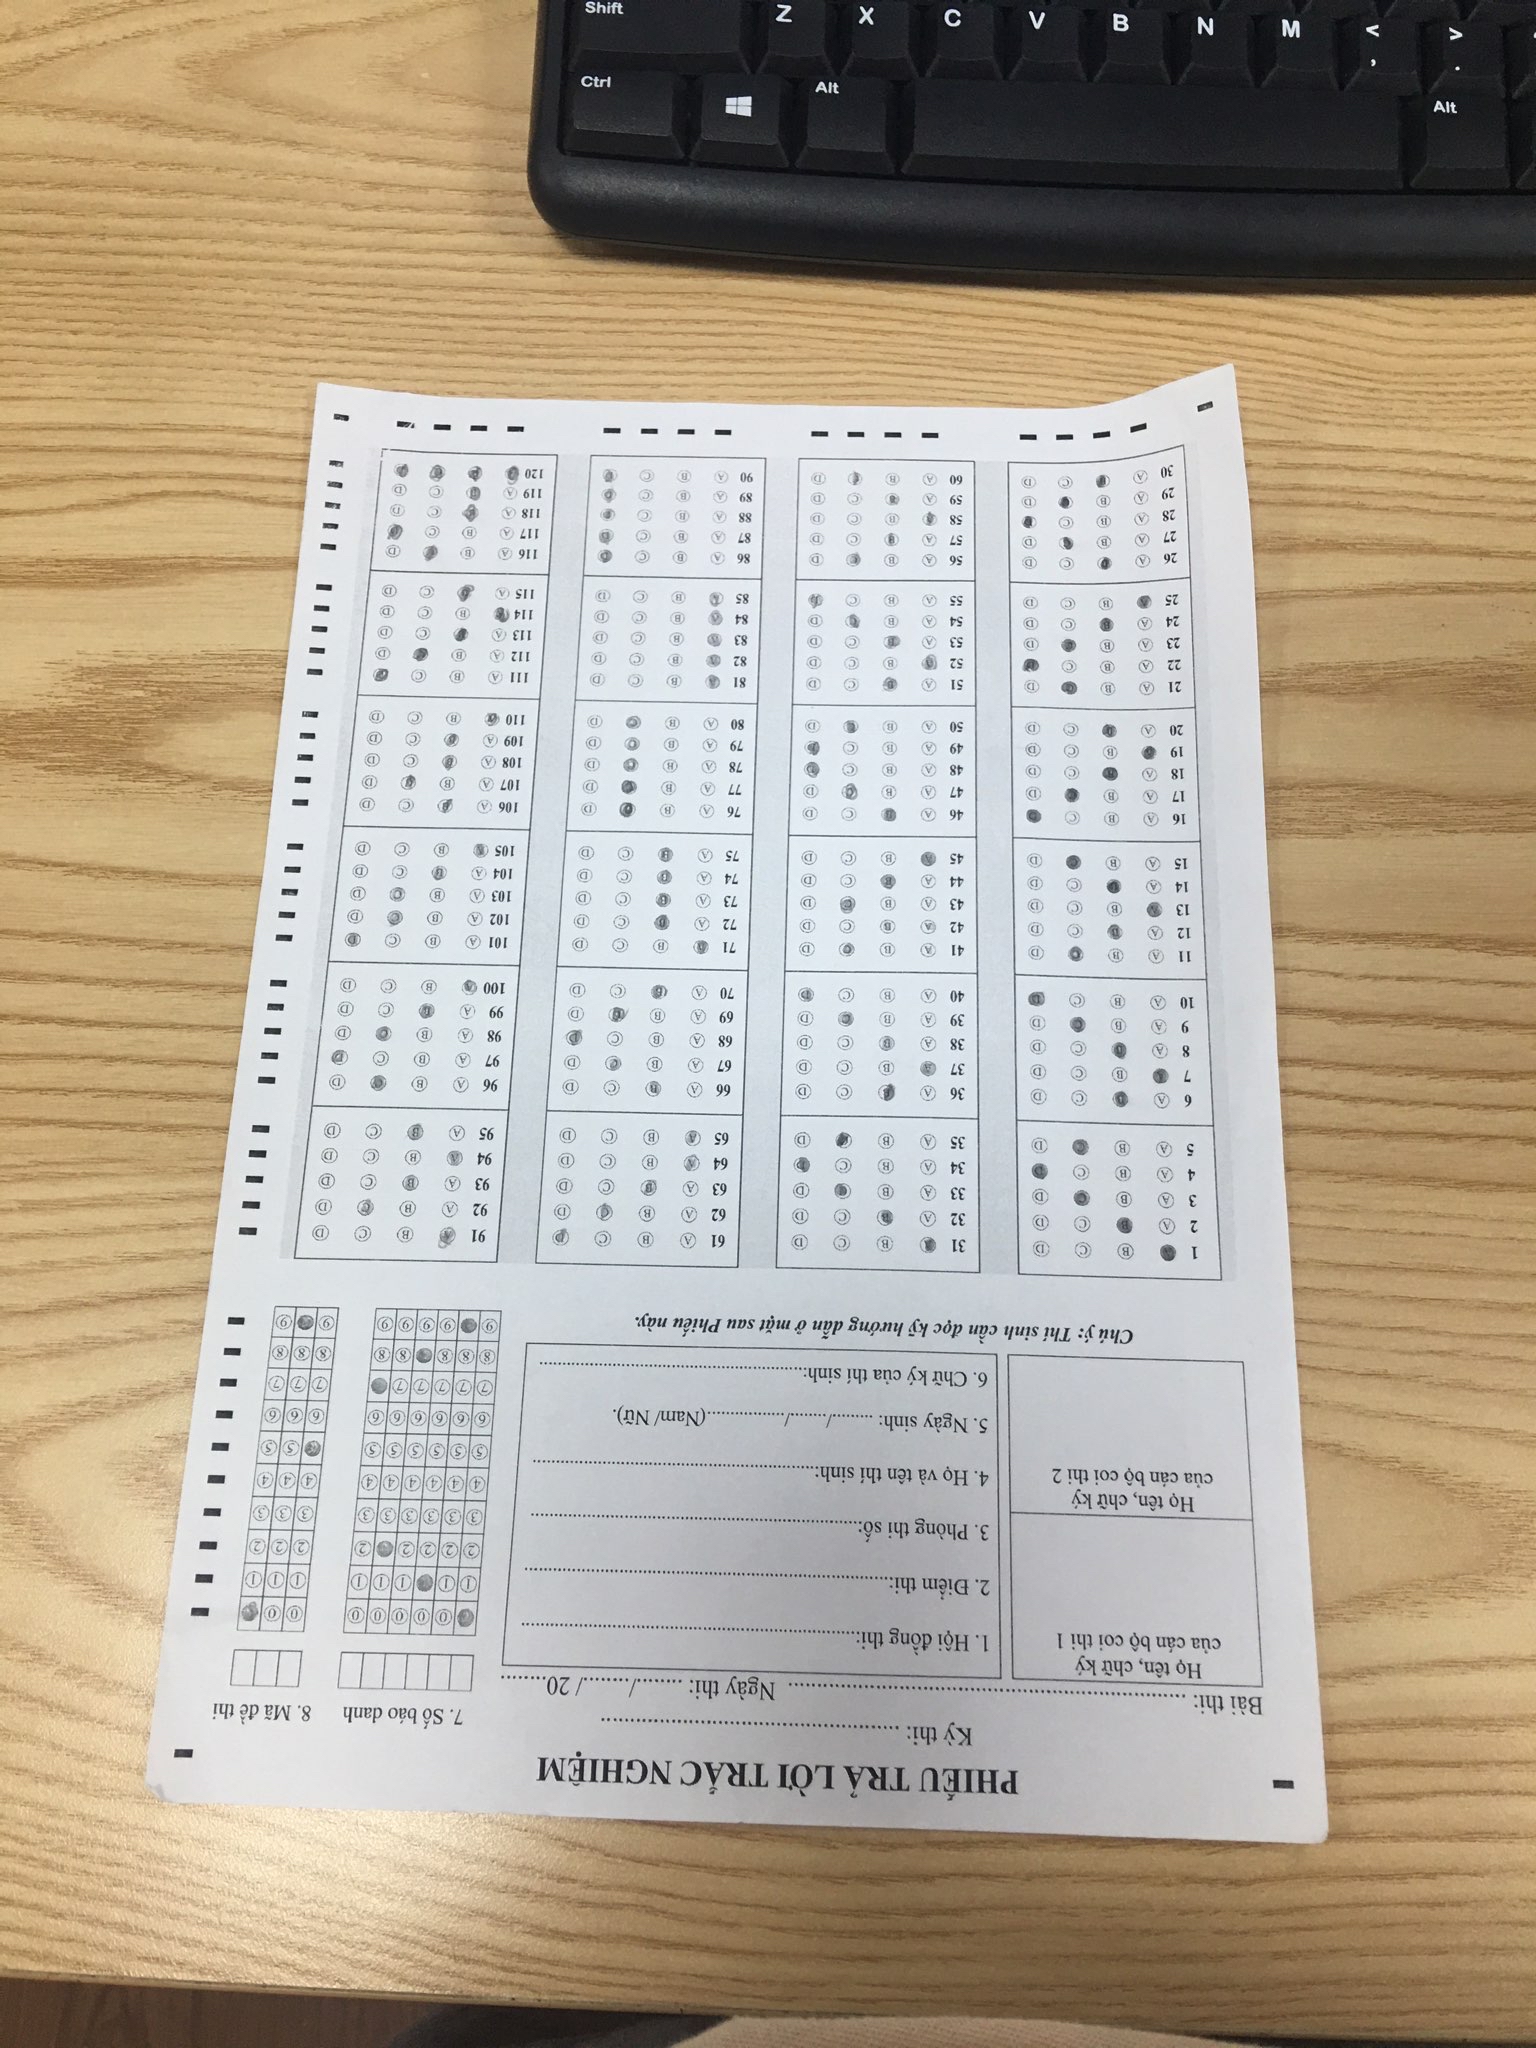 PHIẾU TRẢ LỜI TRẮC NGHIỆM
Kỳ thi: ................................................
Bài thi: ................................................................ Ngày thi: ......../......../ 20........
7. Số báo danh
8. Mã đề thi
Họ tên, chữ ký
của cán bộ coi thi 1
Họ tên, chữ ký
của cán bộ coi thi 2
1. Hội đồng thi:................................................................
2. Điểm thi:................................................................
3. Phòng thi số:................................................................
4. Họ và tên thí sinh:................................................................
5. Ngày sinh: ......../......../................(Nam/ Nữ).
6. Chữ ký của thí sinh:................................................................
Chú ý: Thí sinh cần đọc kỹ hướng dẫn ở mặt sau Phiếu này.
0 0 0 0 0 0 0
1 1 1 1 1 1 1 1
2 2 2 2 2 2 2 2
3 3 3 3 3 3 3 3 3
4 4 4 4 4 4 4 4 4
5 5 5 5 5 5 5 5
6 6 6 6 6 6 6 6 6
7 7 7 7 7 7 7 7
8 8 8 8 8 8 8 8
9 9 9 9 9 9 9
1 B C D
2 A B C D
3 A B C D
4 A B C D
5 A B C D
6 A C D
7 B C D
8 A C D
9 A B C D
10 A B C
11 A B C D
12 A C D
13 A B C D
14 A C D
15 A B C D
16 A B C
17 A B D
18 A C D
19 B C D
20 A C D
21 A B D
22 A B C
23 A B D
24 A B C D
25 A B C D
26 A C D
27 A B D
28 A B C
29 A B D
30 A C D
31 A B C D
32 A B C D
33 A B D
34 A B C D
35 A B D
36 A B C D
37 A B C D
38 A B C D
39 A B C D
40 A B C D
41 A B C D
42 A B C D
43 A B C D
44 A B C D
45 A B C D
46 A B C D
47 A B C D
48 A B C D
49 A B C D
50 A B D
51 A B C D
52 A B C D
53 A B C D
54 A B C D
55 A B C
56 A B C D
57 A B C D
58 A B C D
59 A B C D
60 A B D
61 A B C D
62 A B C D
63 A B C D
64 A B C D
65 A B C D
66 A B C D
67 A B C D
68 A B C D
69 A B D
70 A B C D
71 B C D
72 A C D
73 A B C D
74 A C D
75 A B C D
76 A B D
77 A B C D
78 A B C D
79 A B C D
80 A B C D
81 A B C D
82 A B C D
83 A B C D
84 A B C D
85 B C D
86 A B C D
87 A B C D
88 A B C D
89 A B C D
90 A B C
91 A B C D
92 A B C D
93 A B C D
94 A B C D
95 A B C D
96 A B C D
97 A B C D
98 A B C D
99 A C D
100 A B C D
101 A B C D
102 A B C D
103 A B C D
104 A C D
105 A B C D
106 A B C D
107 A B D
108 A C D
109 A C D
110 B C D
111 A B C
112 A B D
113 A C D
114 B C D
115 A C D
116 A B D
117 A B C
118 A C D
119 A C D
120
Alt
Alt
Ctrl
. >
, <
M
N
B
V
C
X
Z
Shift